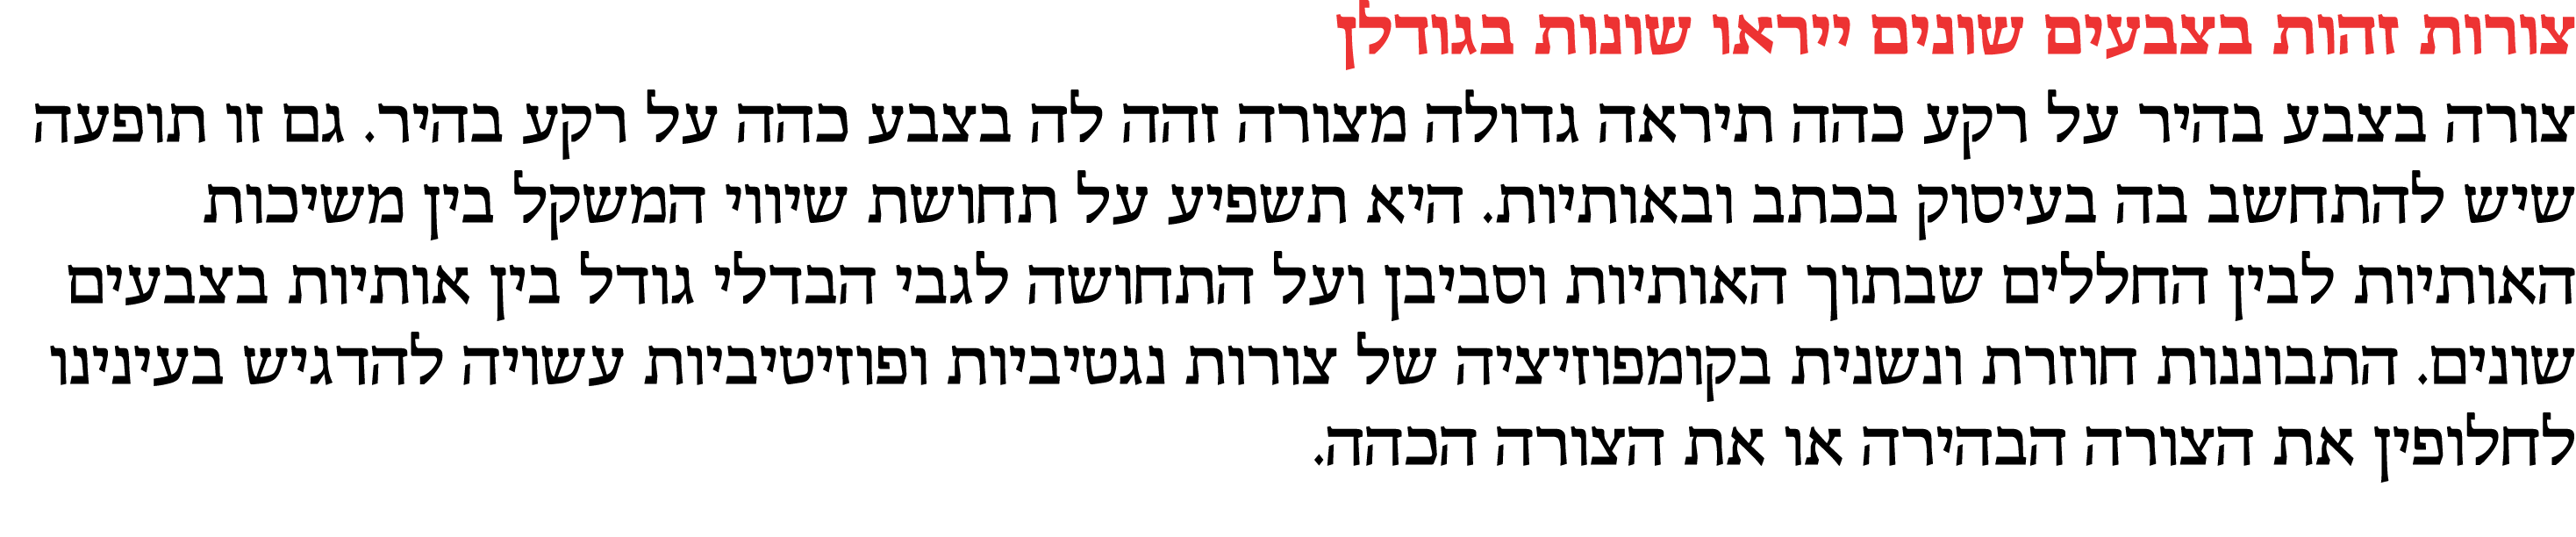 צורות זהות בצבעים שונים ייראו שונות בגודלן
צורה בצבע בהיר על רקע כהה תיראה גדולה מצורה זהה לה בצבע כהה על רקע בהיר. גם זו תופעה
שיש להתחשב בה בעיסוק בכתב ובאותיות. היא תשפיע על תחושת שיווי המשקל בין משיכות
האותיות לבין החללים שבתוך האותיות וסביבן ועל התחושה לגבי הבדלי גודל בין אותיות בצבעים
שונים. התבוננות חוזרת ונשנית בקומפוזיציה של צורות נגטיביות ופוזיטיביות עשויה להדגיש בעינינו
לחלופין את הצורה הבהירה או את הצורה הכהה.